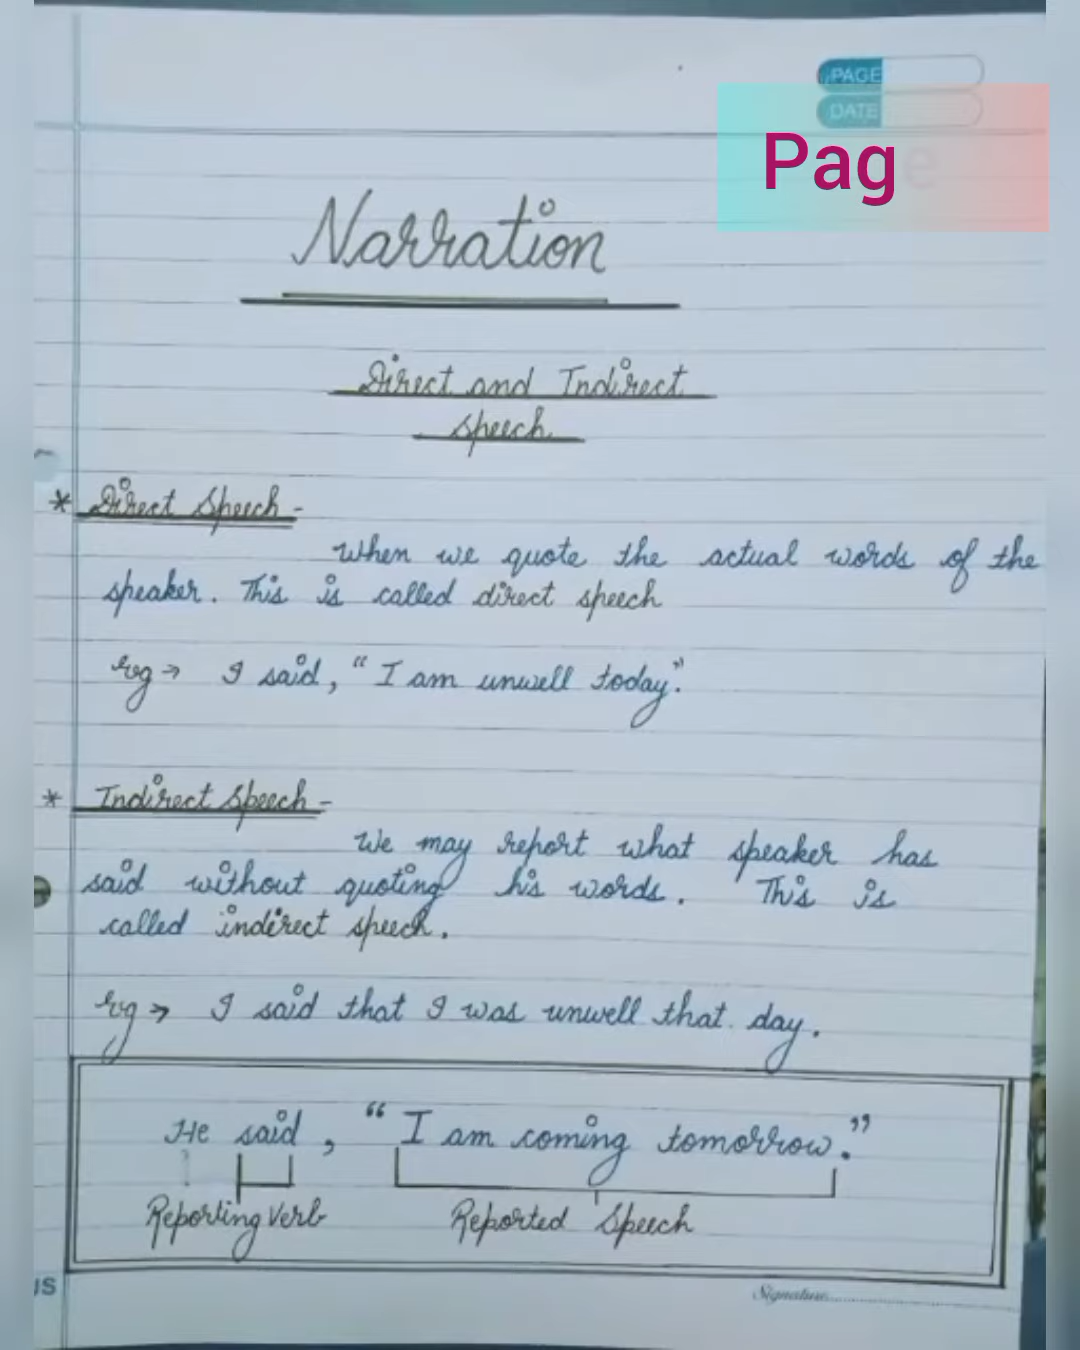 PAGE
DATE
Page
Narration
Direct and Indirect
Speech
* Direct Speech -
When we quote the actual words of the
speaker. This is called direct speech
eg → I said, “I am unwell today.”
* Indirect Speech -
We may report what speaker has
said without quoting his words. This is
called indirect speech.
eg → I said that I was unwell that day.
He said, “I am coming tomorrow.”
Reporting Verb Reported Speech
Signature